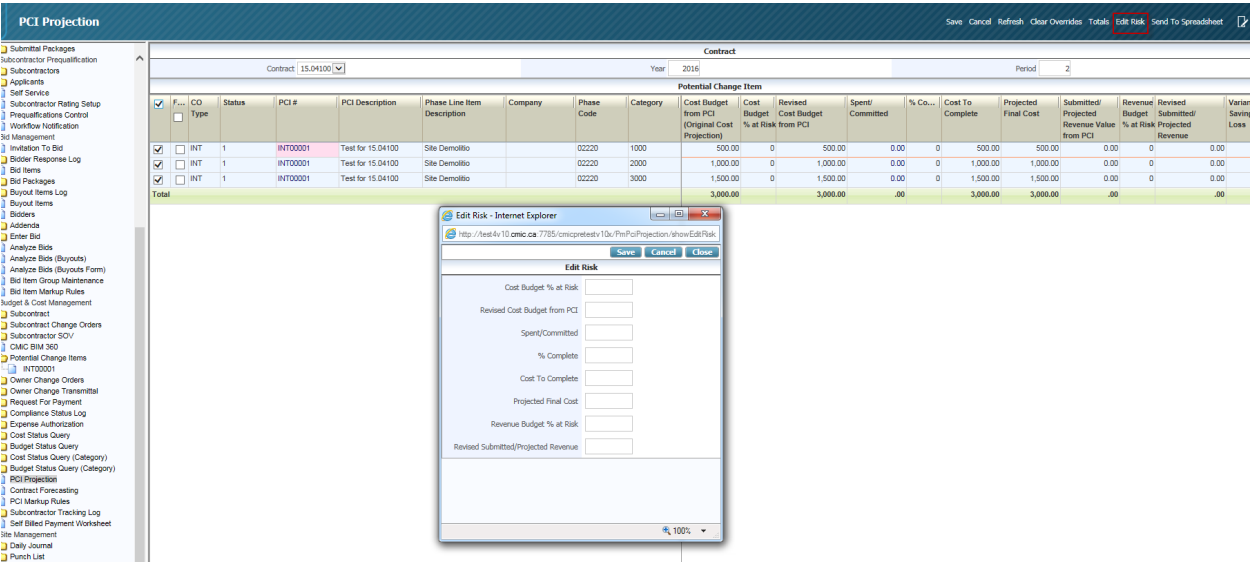 PCI Projection
Save Cancel Refresh Clear Overrides Totals Edit Risk Send To Spreadsheet
Submittal Packages
Subcontractor Prequalification
Subcontractors
Applicants
Self Service
Subcontractor Rating Setup
Prequalifications Control
Workflow Notification
Bid Management
Invitation To Bid
Bidder Response Log
Bid Items
Bid Packages
Buyout Items Log
Buyout Items
Bidders
Addenda
Enter Bid
Analyze Bids
Analyze Bids (Buyouts)
Analyze Bids (Buyouts Form)
Bid Item Group Maintenance
Bid Item Markup Rules
Budget & Cost Management
Subcontract
Subcontract Change Orders
Subcontractor SOV
CMiC BIM 360
Potential Change Items
INT00001
Owner Change Orders
Owner Change Transmittal
Request For Payment
Compliance Status Log
Expense Authorization
Cost Status Query
Budget Status Query
Cost Status Query (Category)
Budget Status Query (Category)
PCI Projection
Contract Forecasting
PCI Markup Rules
Subcontractor Tracking Log
Self Billed Payment Worksheet
Site Management
Daily Journal
Punch List
Contract
Contract 15.04100 Year 2016 Period 2
Potential Change Item
F... CO Status PCI # PCI Description Phase Line Item Company Phase Category Cost Budget Cost Revised Spent/ % Co... Cost To Projected Submitted/ Revenue Revised Varian
Type Description Code from PCI Budget Cost Budget Committed Complete Final Cost Projected Budget Submitted/ Saving
(Original Cost % at Risk from PCI Revenue Value % at Risk Projected Loss
Projection) from PCI Revenue
INT 1 INT00001 Test for 15.04100 Site Demolitio 02220 1000 500.00 0 500.00 0.00 0 500.00 500.00 0.00 0 0.00
INT 1 INT00001 Test for 15.04100 Site Demolitio 02220 2000 1,000.00 0 1,000.00 0.00 0 1,000.00 1,000.00 0.00 0 0.00
INT 1 INT00001 Test for 15.04100 Site Demolitio 02220 3000 1,500.00 0 1,500.00 0.00 0 1,500.00 1,500.00 0.00 0 0.00
Total 3,000.00 3,000.00 .00 3,000.00 3,000.00 .00 .00
Edit Risk - Internet Explorer
http://test4v10.cmic.ca:7785/cmicpretestv10x/PmPciProjection/showEditRisk
Save Cancel Close
Edit Risk
Cost Budget % at Risk
Revised Cost Budget from PCI
Spent/Committed
% Complete
Cost To Complete
Projected Final Cost
Revenue Budget % at Risk
Revised Submitted/Projected Revenue
100%